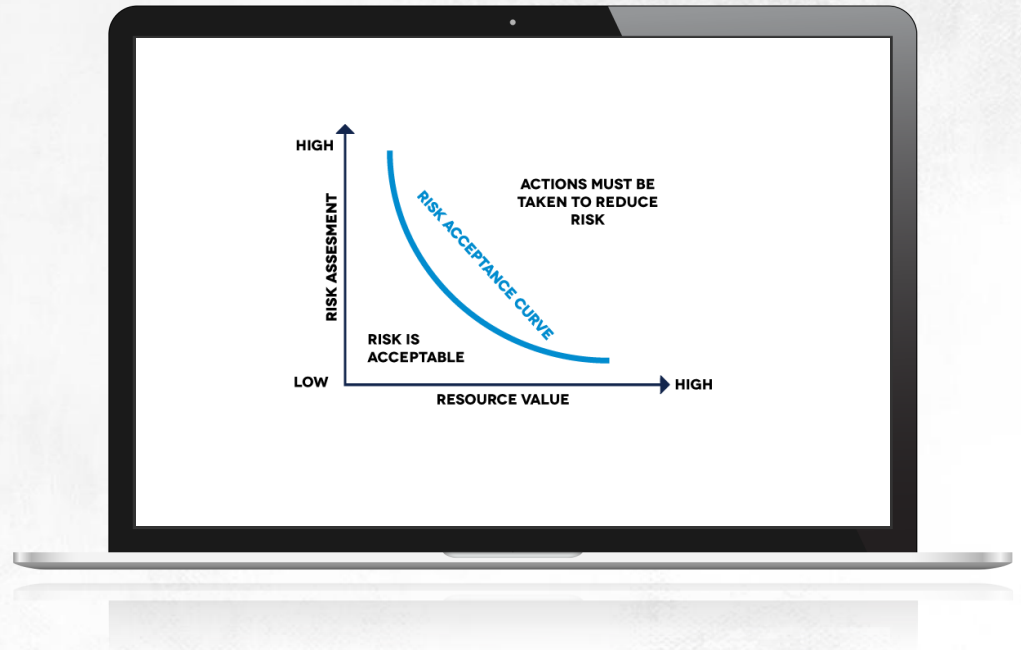 HIGH
ACTIONS MUST BE
TAKEN TO REDUCE
RISK
RISK ASSESMENT
RISK ACCEPTANCE CURVE
RISK IS
ACCEPTABLE
LOW
HIGH
RESOURCE VALUE